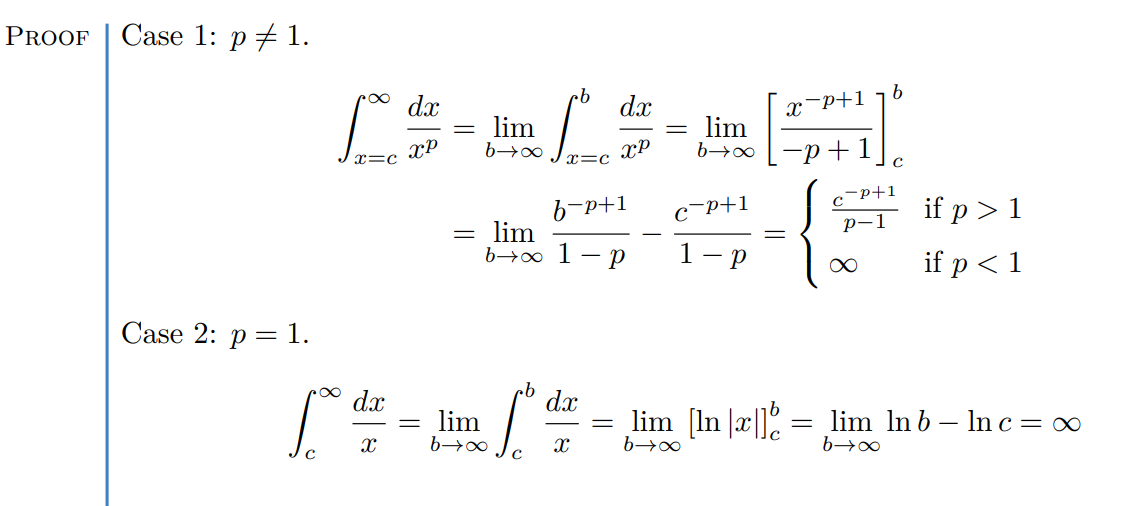 PROOF Case 1: p ≠ 1.
∫_{x=c}^{∞} dx/x^p = lim_{b→∞} ∫_{x=c}^{b} dx/x^p = lim_{b→∞} [x^{-p+1}/(-p+1)]_c^b
= lim_{b→∞} b^{-p+1}/(1-p) - c^{-p+1}/(1-p) = { c^{-p+1}/(p-1) if p > 1
∞ if p < 1
Case 2: p = 1.
∫_c^{∞} dx/x = lim_{b→∞} ∫_c^b dx/x = lim_{b→∞} [ln |x|]_c^b = lim_{b→∞} ln b - ln c = ∞